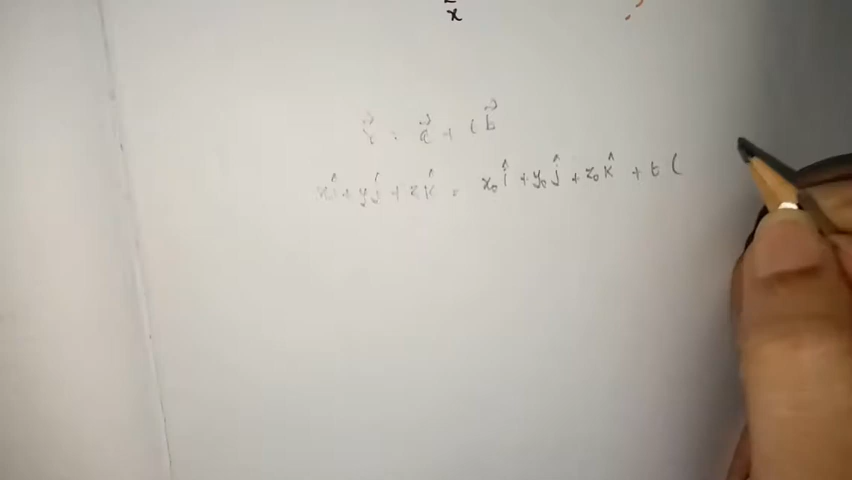 x
r⃗ = a⃗ + t b⃗
xî + yĵ + zk̂ = x₀î + y₀ĵ + z₀k̂ + t (